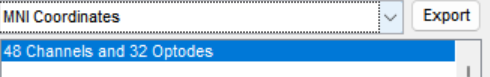 MNI Coordinates
Export
48 Channels and 32 Optodes